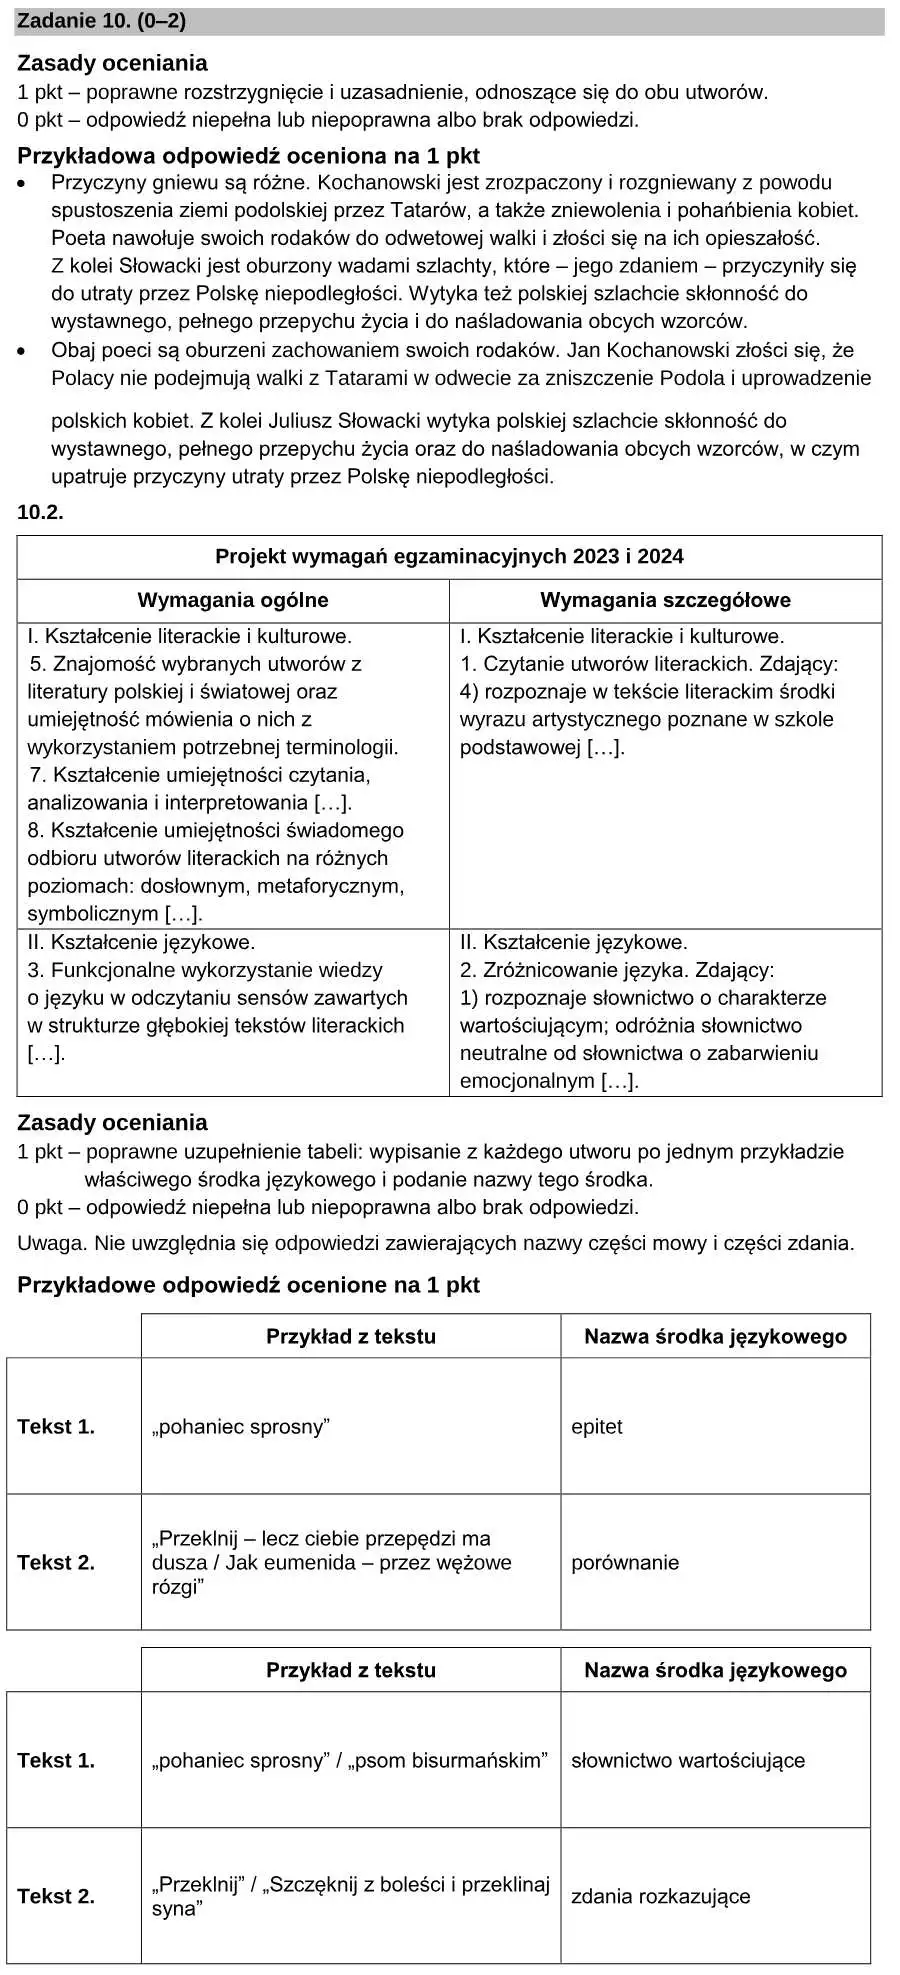 Zadanie 10. (0–2)
Zasady oceniania
1 pkt – poprawne rozstrzygnięcie i uzasadnienie, odnoszące się do obu utworów.
0 pkt – odpowiedź niepełna lub niepoprawna albo brak odpowiedzi.
Przykładowa odpowiedź oceniona na 1 pkt
• Przyczyny gniewu są różne. Kochanowski jest zrozpaczony i rozgniewany z powodu
spustoszenia ziemi podolskiej przez Tatarów, a także zniewolenia i pohańbienia kobiet.
Poeta nawołuje swoich rodaków do odwetowej walki i złości się na ich opieszałość.
Z kolei Słowacki jest oburzony wadami szlachty, które – jego zdaniem – przyczyniły się
do utraty przez Polskę niepodległości. Wytyka też polskiej szlachcie skłonność do
wystawnego, pełnego przepychu życia i do naśladowania obcych wzorców.
• Obaj poeci są oburzeni zachowaniem swoich rodaków. Jan Kochanowski złości się, że
Polacy nie podejmują walki z Tatarami w odwecie za zniszczenie Podola i uprowadzenie
polskich kobiet. Z kolei Juliusz Słowacki wytyka polskiej szlachcie skłonność do
wystawnego, pełnego przepychu życia oraz do naśladowania obcych wzorców, w czym
upatruje przyczyny utraty przez Polskę niepodległości.
10.2.
Projekt wymagań egzaminacyjnych 2023 i 2024
Wymagania ogólne
Wymagania szczegółowe
I. Kształcenie literackie i kulturowe.
5. Znajomość wybranych utworów z
literatury polskiej i światowej oraz
umiejętność mówienia o nich z
wykorzystaniem potrzebnej terminologii.
7. Kształcenie umiejętności czytania,
analizowania i interpretowania […].
8. Kształcenie umiejętności świadomego
odbioru utworów literackich na różnych
poziomach: dosłownym, metaforycznym,
symbolicznym […].
I. Kształcenie literackie i kulturowe.
1. Czytanie utworów literackich. Zdający:
4) rozpoznaje w tekście literackim środki
wyrazu artystycznego poznane w szkole
podstawowej […].
II. Kształcenie językowe.
3. Funkcjonalne wykorzystanie wiedzy
o języku w odczytaniu sensów zawartych
w strukturze głębokiej tekstów literackich
[…].
II. Kształcenie językowe.
2. Zróżnicowanie języka. Zdający:
1) rozpoznaje słownictwo o charakterze
wartościującym; odróżnia słownictwo
neutralne od słownictwa o zabarwieniu
emocjonalnym […].
Zasady oceniania
1 pkt – poprawne uzupełnienie tabeli: wypisanie z każdego utworu po jednym przykładzie
właściwego środka językowego i podanie nazwy tego środka.
0 pkt – odpowiedź niepełna lub niepoprawna albo brak odpowiedzi.
Uwaga. Nie uwzględnia się odpowiedzi zawierających nazwy części mowy i części zdania.
Przykładowe odpowiedź ocenione na 1 pkt
Przykład z tekstu
Nazwa środka językowego
Tekst 1.
„pohaniec sprosny”
epitet
Tekst 2.
„Przeklnij – lecz ciebie przepędzi ma
dusza / Jak eumenida – przez wężowe
rózgi”
porównanie
Przykład z tekstu
Nazwa środka językowego
Tekst 1.
„pohaniec sprosny” / „psom bisurmańskim”
słownictwo wartościujące
Tekst 2.
„Przeklnij” / „Szczęknij z boleści i przeklinaj
syna”
zdania rozkazujące